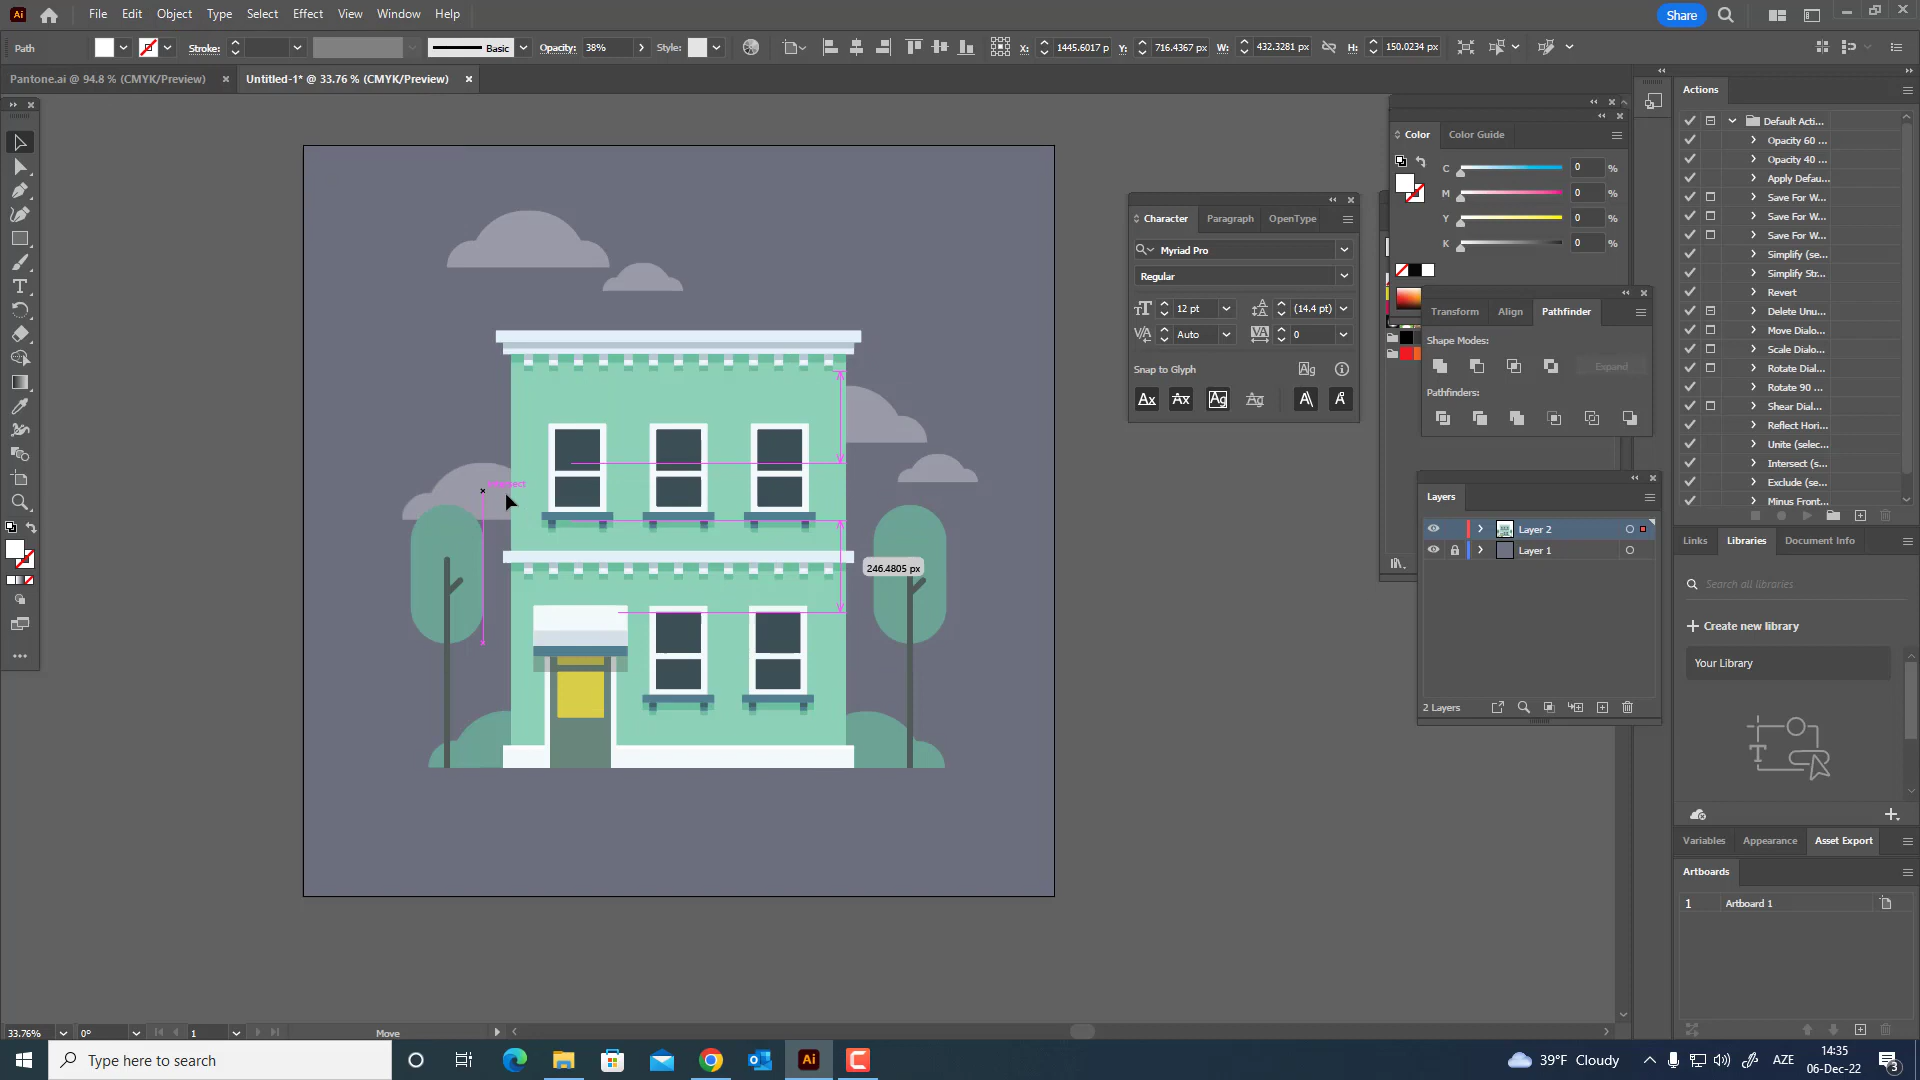 Ai File Edit Object Type Select Effect View Window Help Share
Path Stroke: Basic Opacity: 38% Style: X: 1445.6017 p Y: 716.4367 px W: 432.3281 px H: 150.0234 px
Pantone.ai @ 94.8 % (CMYK/Preview) Untitled-1* @ 33.76 % (CMYK/Preview)
Actions
Default Acti...
Opacity 60 ...
Opacity 40 ...
Apply Defau...
Save For W...
Save For W...
Save For W...
Simplify (se...
Simplify Str...
Revert
Delete Unu...
Move Dialo...
Scale Dialo...
Rotate Dial...
Rotate 90 ...
Shear Dial...
Reflect Hori...
Unite (selec...
Intersect (s...
Exclude (se...
Minus Front...
Color Color Guide
C 0 %
M 0 %
Y 0 %
K 0 %
Character Paragraph OpenType
Myriad Pro
Regular
12 pt (14.4 pt)
Auto 0
Snap to Glyph
Transform Align Pathfinder
Shape Modes:
Expand
Pathfinders:
Layers
Layer 2
Layer 1
2 Layers
246.4805 px
Links Libraries Document Info
Search all libraries
Create new library
Your Library
Variables Appearance Asset Export
Artboards
1 Artboard 1
33.76% 0° 1 Move
Type here to search
Ai
39°F Cloudy
AZE
14:35
06-Dec-22
3